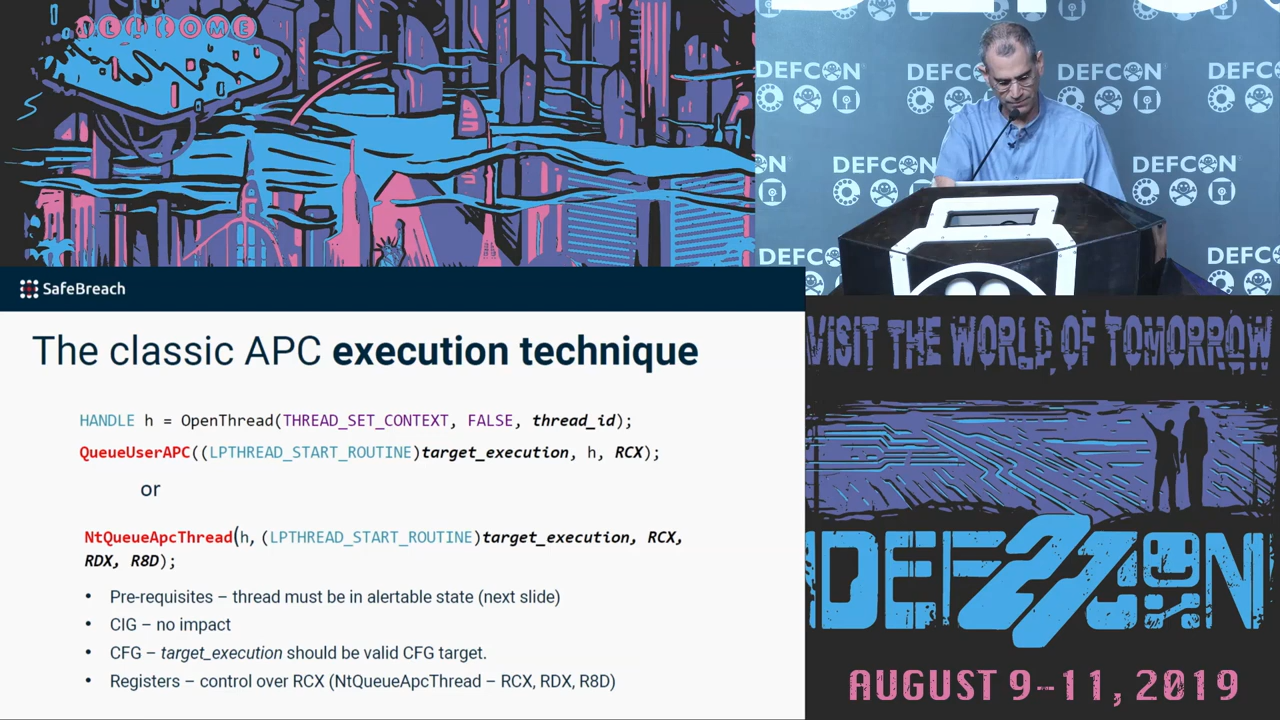 WELCOME
DEFCON
DEFCON
DEFCON
DEFCON
DEFCON
DEFCON
DEFCON
SafeBreach
The classic APC execution technique
HANDLE h = OpenThread(THREAD_SET_CONTEXT, FALSE, thread_id);
QueueUserAPC((LPTHREAD_START_ROUTINE)target_execution, h, RCX);
or
NtQueueApcThread(h, (LPTHREAD_START_ROUTINE)target_execution, RCX,
RDX, R8D);
• Pre-requisites – thread must be in alertable state (next slide)
• CIG – no impact
• CFG – target_execution should be valid CFG target.
• Registers – control over RCX (NtQueueApcThread – RCX, RDX, R8D)
VISIT THE WORLD OF TOMORROW
DEF27CON
AUGUST 9-11, 2019